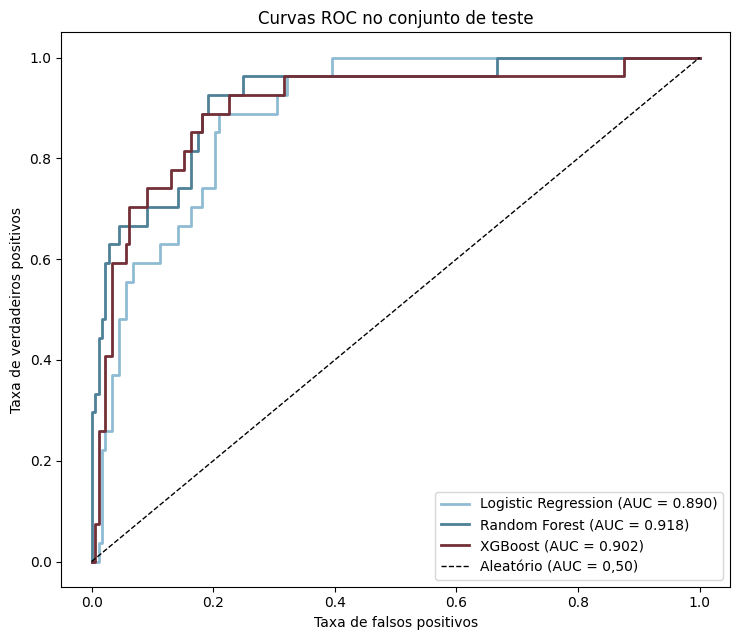 Curvas ROC no conjunto de teste
Taxa de verdadeiros positivos
1.0
0.8
0.6
0.4
0.2
0.0
0.0 0.2 0.4 0.6 0.8 1.0
Taxa de falsos positivos
Logistic Regression (AUC = 0.890)
Random Forest (AUC = 0.918)
XGBoost (AUC = 0.902)
Aleatório (AUC = 0,50)